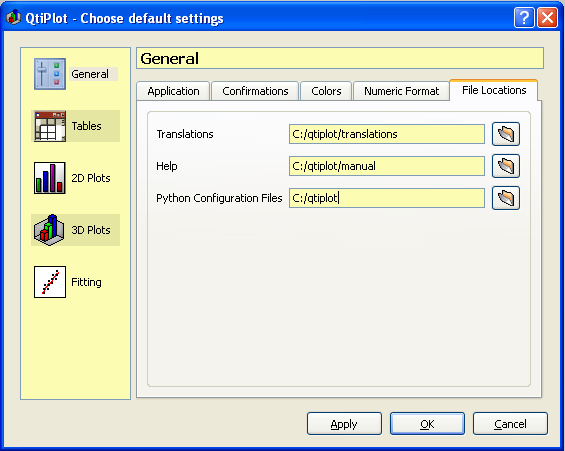 QtiPlot - Choose default settings
General
Tables
2D Plots
3D Plots
Fitting
General
Application Confirmations Colors Numeric Format File Locations
Translations C:/qtiplot/translations
Help C:/qtiplot/manual
Python Configuration Files C:/qtiplot
Apply OK Cancel